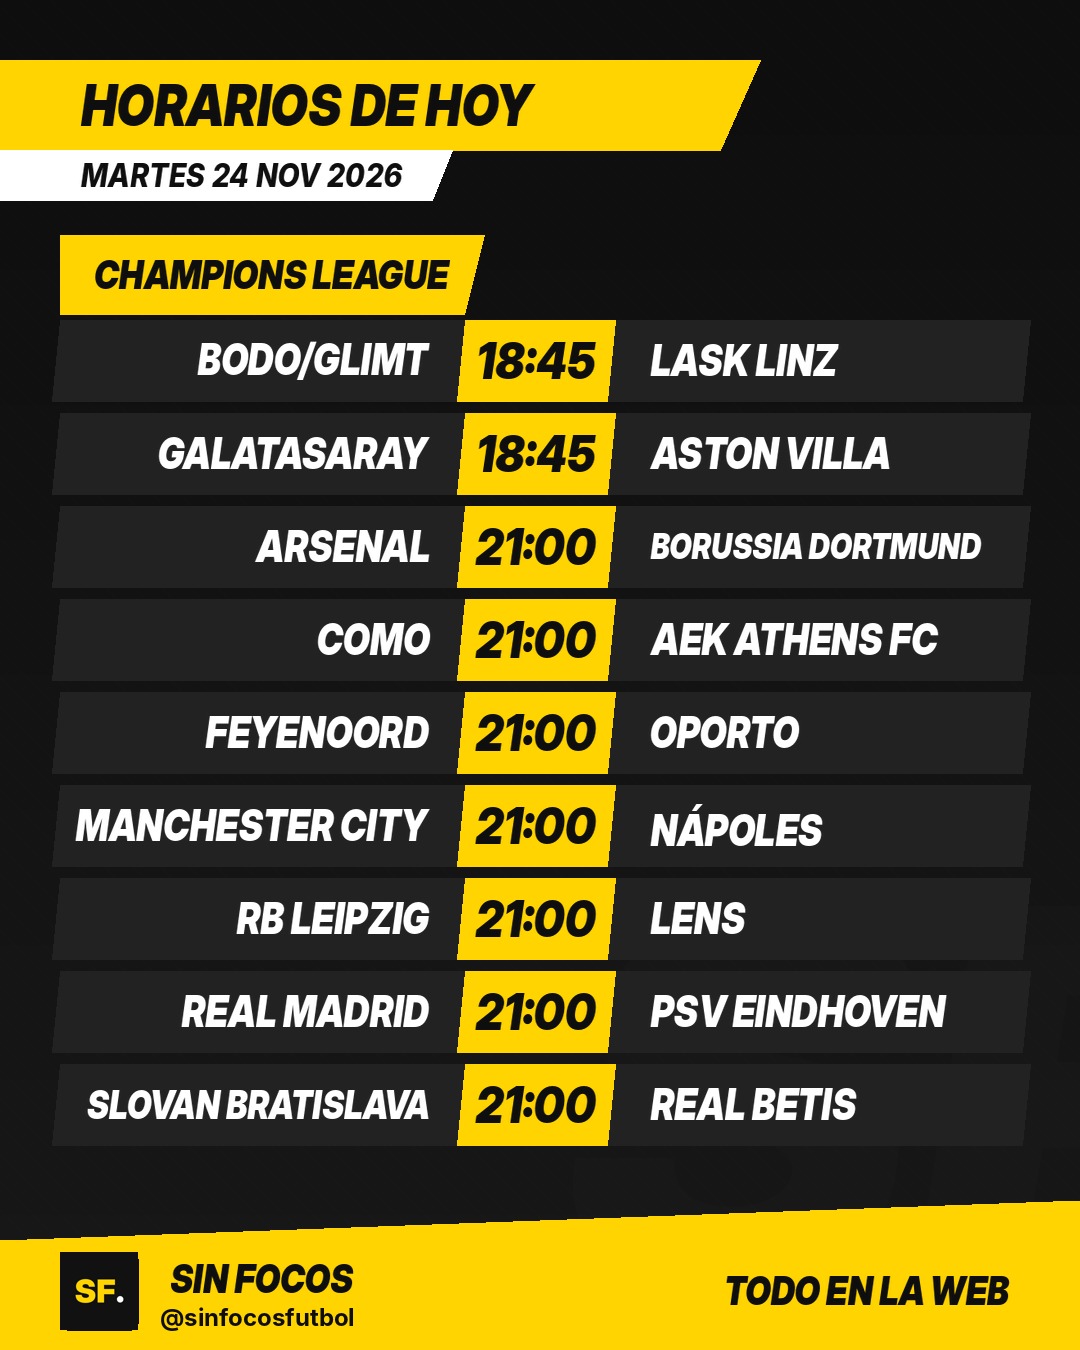 HORARIOS DE HOY
MARTES 24 NOV 2026
CHAMPIONS LEAGUE
BODO/GLIMT 18:45 LASK LINZ
GALATASARAY 18:45 ASTON VILLA
ARSENAL 21:00 BORUSSIA DORTMUND
COMO 21:00 AEK ATHENS FC
FEYENOORD 21:00 OPORTO
MANCHESTER CITY 21:00 NÁPOLES
RB LEIPZIG 21:00 LENS
REAL MADRID 21:00 PSV EINDHOVEN
SLOVAN BRATISLAVA 21:00 REAL BETIS
SF.
SIN FOCOS
@sinfocosfutbol
TODO EN LA WEB